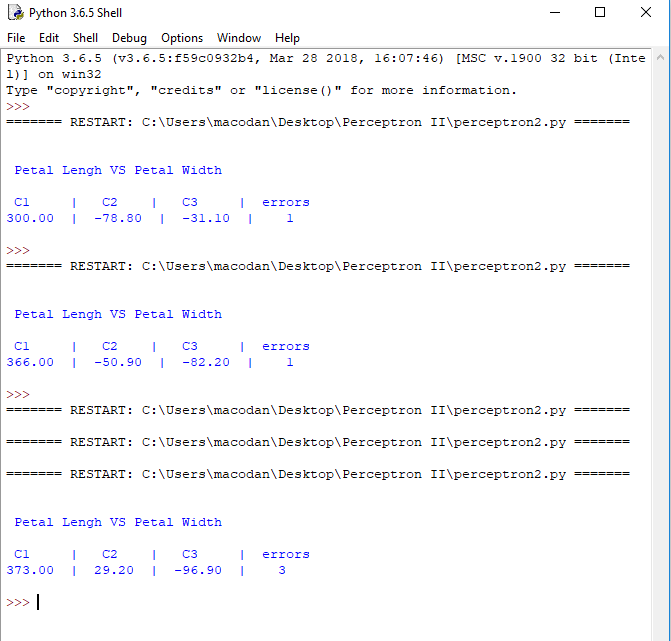 Python 3.6.5 Shell
File Edit Shell Debug Options Window Help
Python 3.6.5 (v3.6.5:f59c0932b4, Mar 28 2018, 16:07:46) [MSC v.1900 32 bit (Inte
l)] on win32
Type "copyright", "credits" or "license()" for more information.
>>>
======= RESTART: C:\Users\macodan\Desktop\Perceptron II\perceptron2.py =======
Petal Lengh VS Petal Width
C1 | C2 | C3 | errors
300.00 | -78.80 | -31.10 | 1
>>>
======= RESTART: C:\Users\macodan\Desktop\Perceptron II\perceptron2.py =======
Petal Lengh VS Petal Width
C1 | C2 | C3 | errors
366.00 | -50.90 | -82.20 | 1
>>>
======= RESTART: C:\Users\macodan\Desktop\Perceptron II\perceptron2.py =======
======= RESTART: C:\Users\macodan\Desktop\Perceptron II\perceptron2.py =======
======= RESTART: C:\Users\macodan\Desktop\Perceptron II\perceptron2.py =======
Petal Lengh VS Petal Width
C1 | C2 | C3 | errors
373.00 | 29.20 | -96.90 | 3
>>>